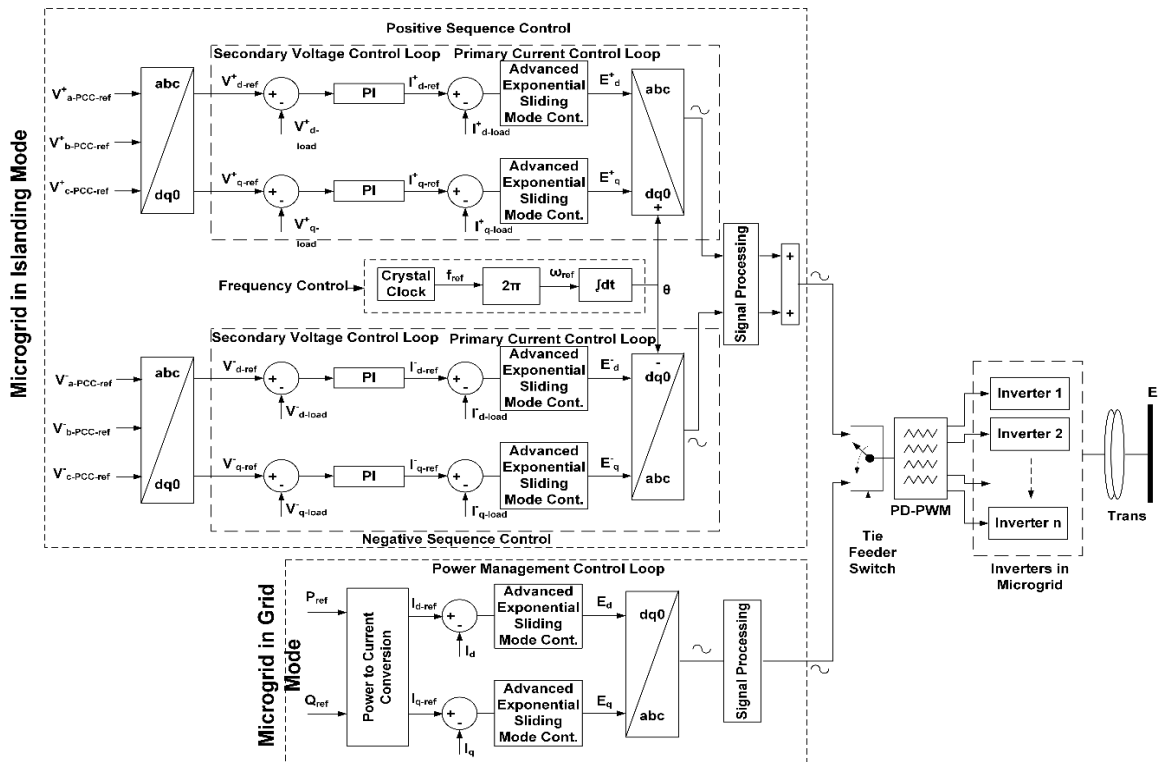 Microgrid in Islanding Mode
Positive Sequence Control
Secondary Voltage Control Loop
Primary Current Control Loop
V+a-PCC-ref
V+b-PCC-ref
V+c-PCC-ref
abc
dq0
V+d-ref
+
-
V+d-
load
PI
I+d-ref
+
-
I+d-load
Advanced
Exponential
Sliding
Mode Cont.
E+d
V+q-ref
+
-
V+q-
load
PI
I+q-ref
+
-
I+q-load
Advanced
Exponential
Sliding
Mode Cont.
E+q
abc
dq0
+
Frequency Control
Crystal
Clock
fref
2π
ωref
∫dt
θ
Signal Processing
+
+
Secondary Voltage Control Loop
Primary Current Control Loop
V-a-PCC-ref
V-b-PCC-ref
V-c-PCC-ref
abc
dq0
V-d-ref
+
-
V-d-load
PI
I-d-ref
+
-
I-d-load
Advanced
Exponential
Sliding
Mode Cont.
E-d
V-q-ref
+
-
V-q-load
PI
I-q-ref
+
-
I-q-load
Advanced
Exponential
Sliding
Mode Cont.
E-q
-
dq0
abc
Negative Sequence Control
Tie
Feeder
Switch
PD-PWM
Inverter 1
Inverter 2
Inverter n
Inverters in
Microgrid
Trans
E
Microgrid in Grid
Mode
Power Management Control Loop
Pref
Qref
Power to Current
Conversion
Id-ref
+
-
Id
Advanced
Exponential
Sliding
Mode Cont.
Ed
Iq-ref
+
-
Iq
Advanced
Exponential
Sliding
Mode Cont.
Eq
dq0
abc
Signal Processing